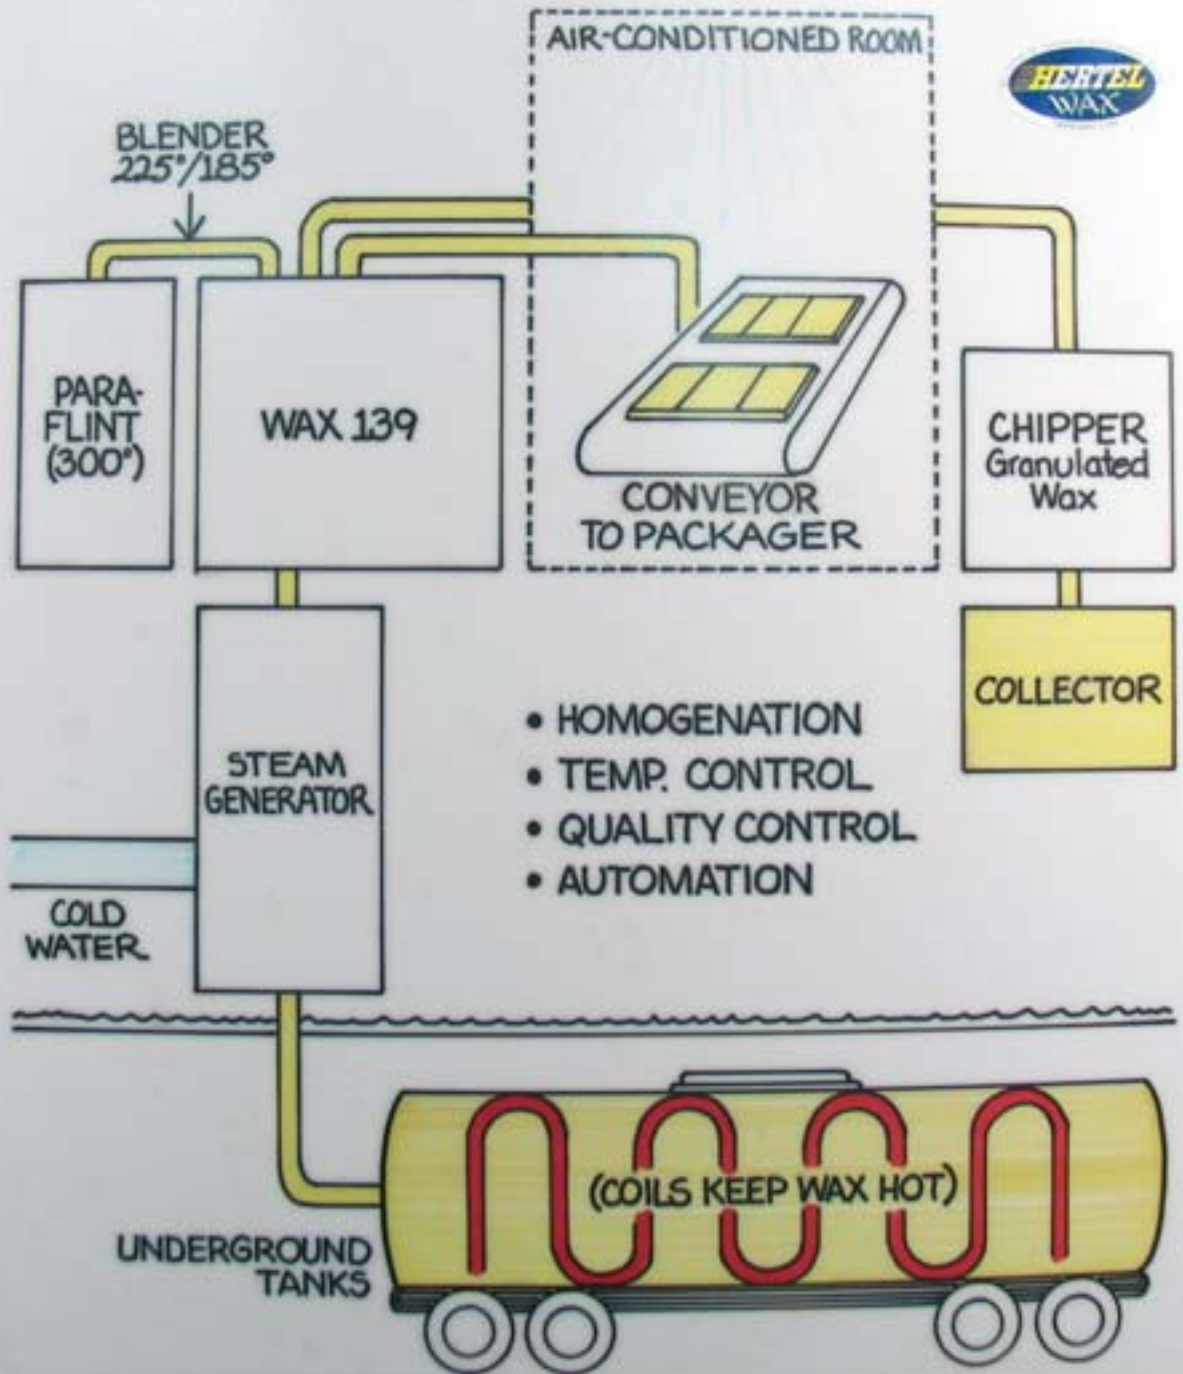 AIR-CONDITIONED ROOM
HERTEL
WAX
BLENDER
225°/185°
PARA-
FLINT
(300°)
WAX 139
CONVEYOR
TO PACKAGER
CHIPPER
Granulated
Wax
COLLECTOR
STEAM
GENERATOR
• HOMOGENATION
• TEMP. CONTROL
• QUALITY CONTROL
• AUTOMATION
COLD
WATER
(COILS KEEP WAX HOT)
UNDERGROUND
TANKS